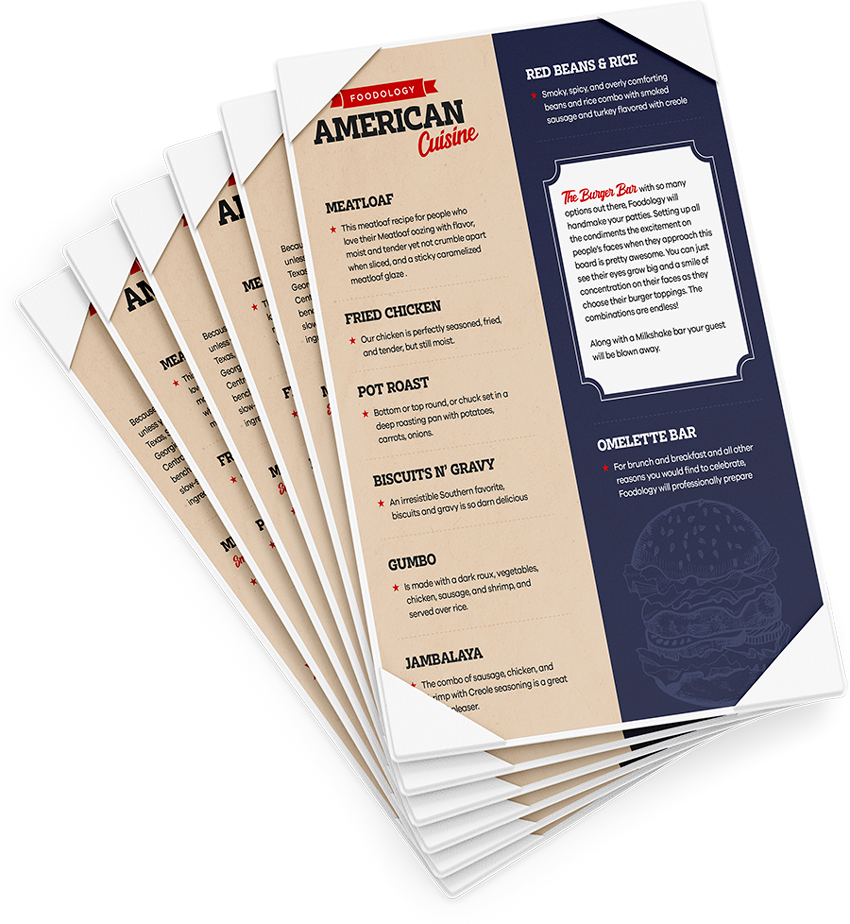 FOODOLOGY
AMERICAN
Cuisine
MEATLOAF
This meatloaf recipe for people who
love their Meatloaf oozing with flavor,
moist and tender yet not crumble apart
when sliced, and a sticky caramelized
meatloaf glaze .
FRIED CHICKEN
Our chicken is perfectly seasoned, fried,
and tender, but still moist.
POT ROAST
Bottom or top round, or chuck set in a
deep roasting pan with potatoes,
carrots, onions.
BISCUITS N' GRAVY
An irresistible Southern favorite,
biscuits and gravy is so darn delicious
GUMBO
Is made with a dark roux, vegetables,
chicken, sausage, and shrimp, and
served over rice.
JAMBALAYA
The combo of sausage, chicken, and
rimp with Creole seasoning is a great
leaser.
RED BEANS & RICE
Smoky, spicy, and overly comforting
beans and rice combo with smoked
sausage and turkey flavored with creole
The Burger Bar with so many
options out there, Foodology will
handmake your patties. Setting up all
the condiments the excitement on
people's faces when they approach this
board is pretty awesome. You can just
see their eyes grow big and a smile of
concentration on their faces as they
choose their burger toppings. The
combinations are endless!
Along with a Milkshake bar your guest
will be blown away.
OMELETTE BAR
For brunch and breakfast and all other
reasons you would find to celebrate,
Foodology will professionally prepare